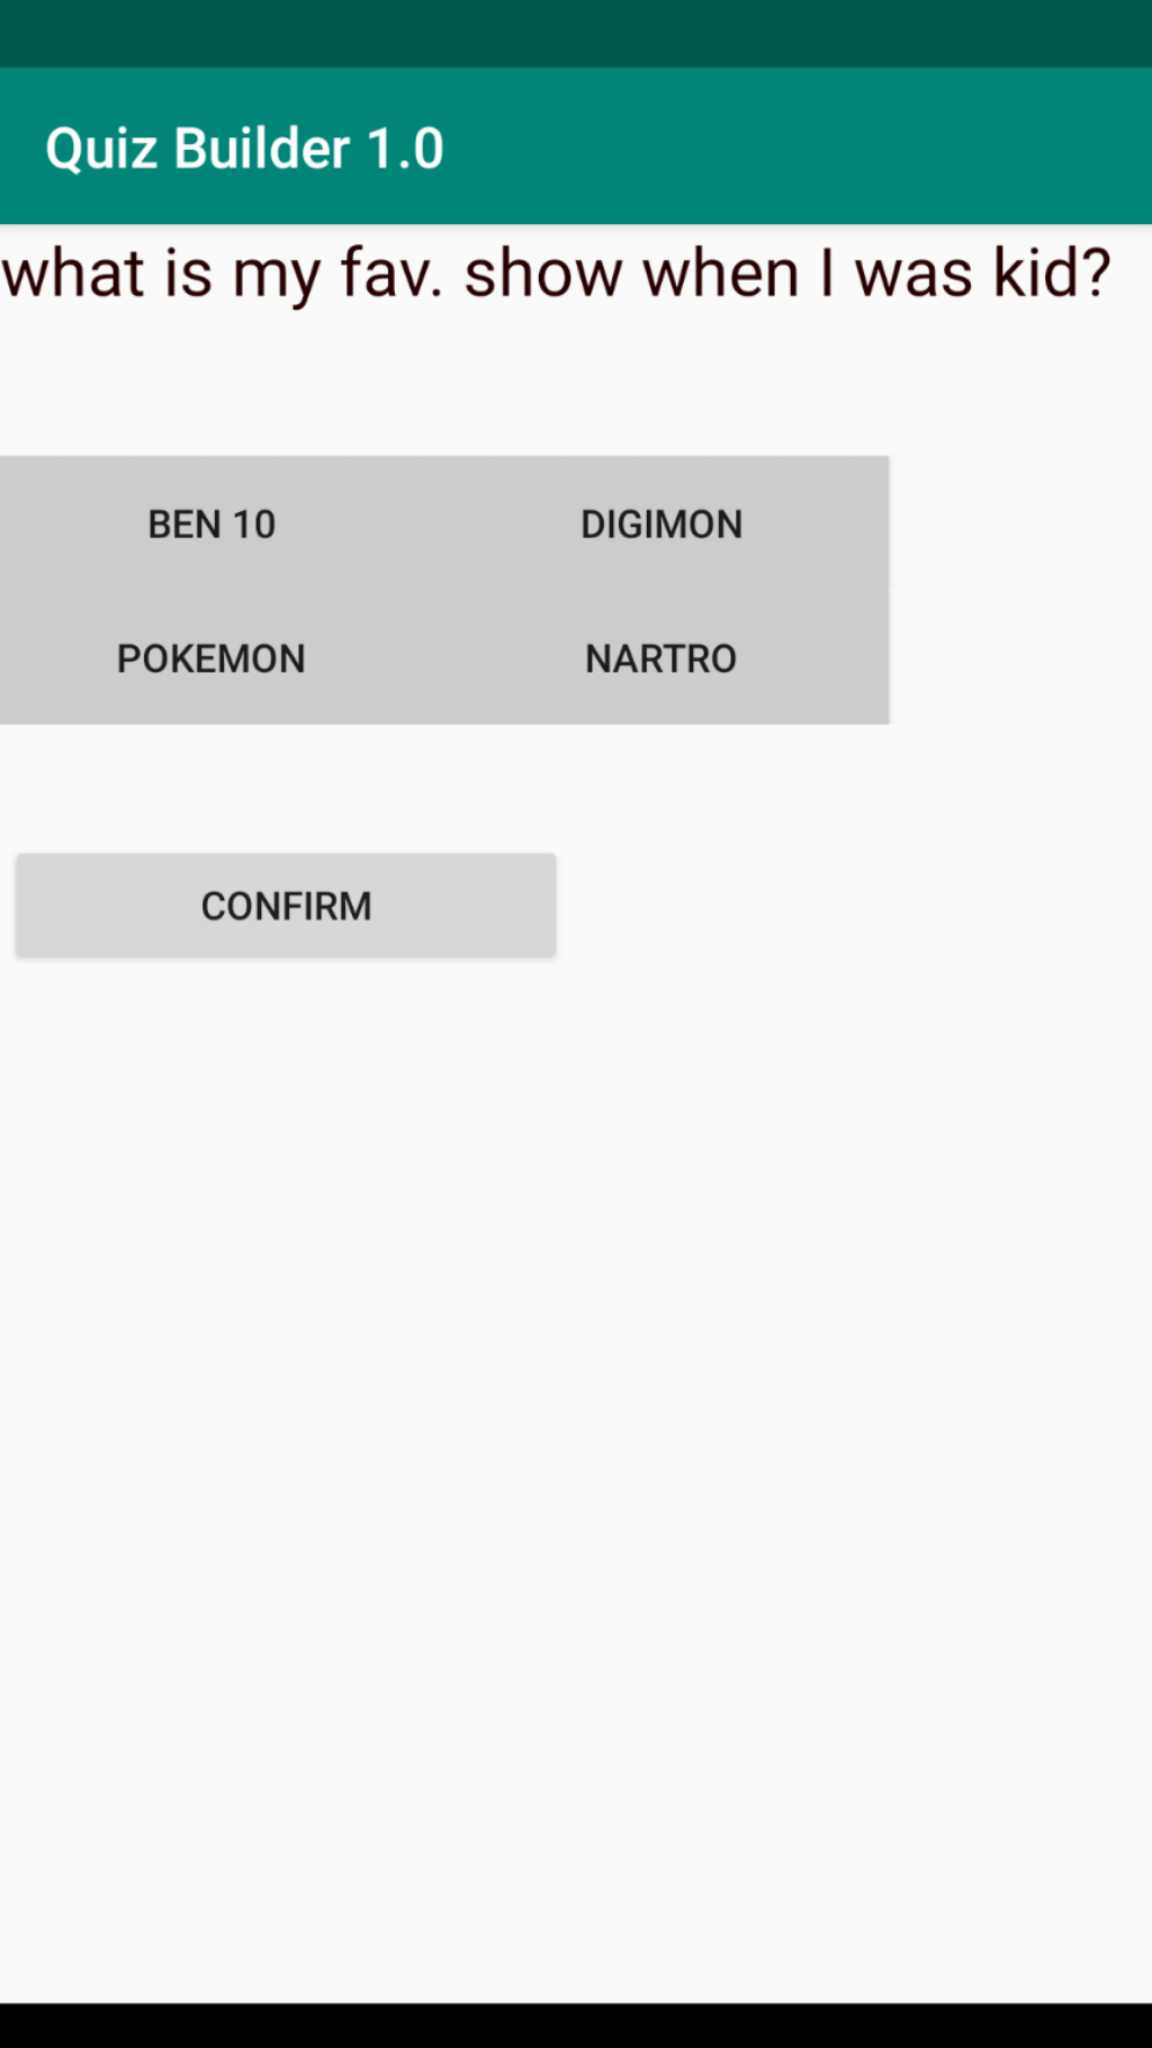 Quiz Builder 1.0
what is my fav. show when I was kid?
BEN 10 DIGIMON
POKEMON NARTRO
CONFIRM